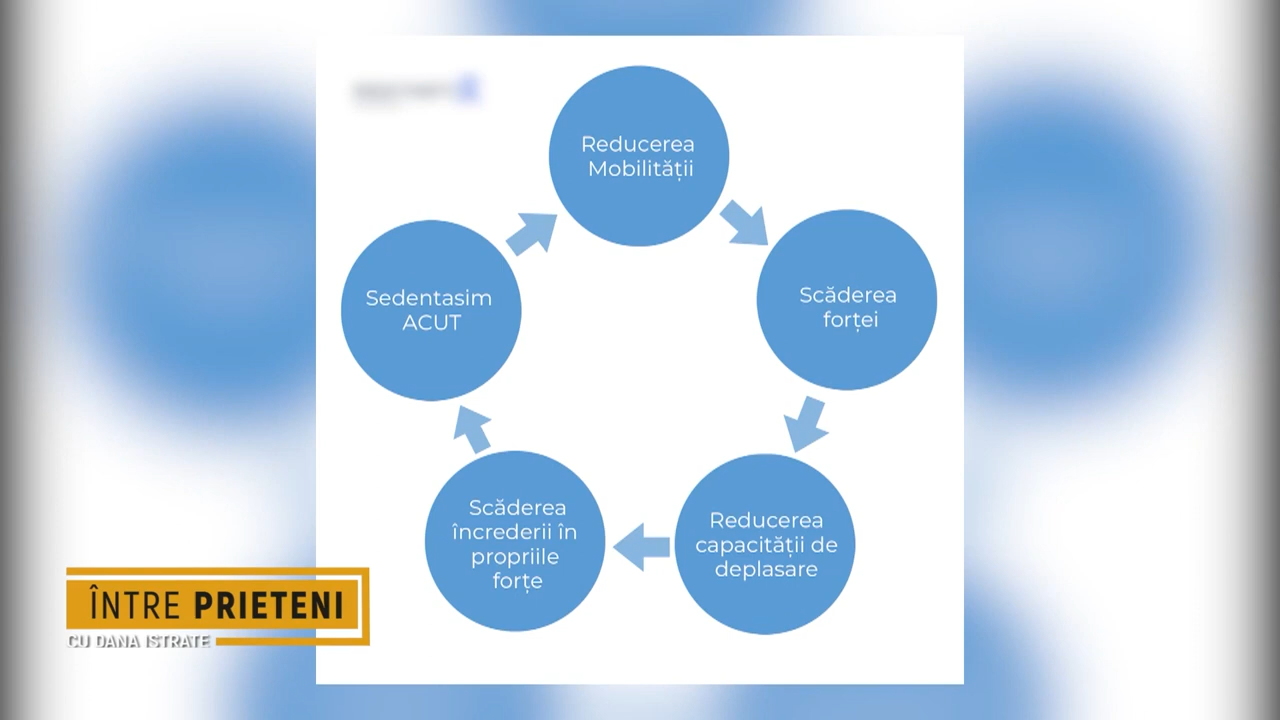 Reducerea
Mobilității
Scăderea
forței
Reducerea
capacității de
deplasare
Scăderea
încrederii în
propriile
forțe
Sedentasim
ACUT
ÎNTRE PRIETENI
CU DANA ISTRATE